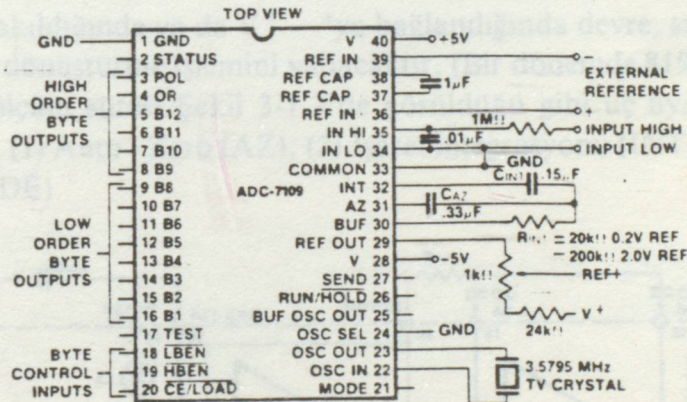 TOP VIEW
GND
HIGH
ORDER
BYTE
OUTPUTS
LOW
ORDER
BYTE
OUTPUTS
BYTE
CONTROL
INPUTS
1 GND
2 STATUS
3 POL
4 OR
5 B12
6 B11
7 B10
8 B9
9 B8
10 B7
11 B6
12 B5
13 B4
14 B3
15 B2
16 B1
17 TEST
18 LBEN
19 HBEN
20 CE/LOAD
ADC-7109
V 40
REF IN 39
REF CAP 38
REF CAP 37
REF IN 36
IN HI 35
IN LO 34
COMMON 33
INT 32
AZ 31
BUF 30
REF OUT 29
V 28
SEND 27
RUN/HOLD 26
BUF OSC OUT 25
OSC SEL 24
OSC OUT 23
OSC IN 22
MODE 21
+5V
EXTERNAL
REFERENCE
1μF
1M!!
INPUT HIGH
.01μF
INPUT LOW
GND
CINT .15μF
CAZ
.33μF
= 20k!! 0.2V REF
200k!! 2.0V REF
-5V
1k!!
REF+
V+
24k!!
GND
3.5795 MHz
TV CRYSTAL